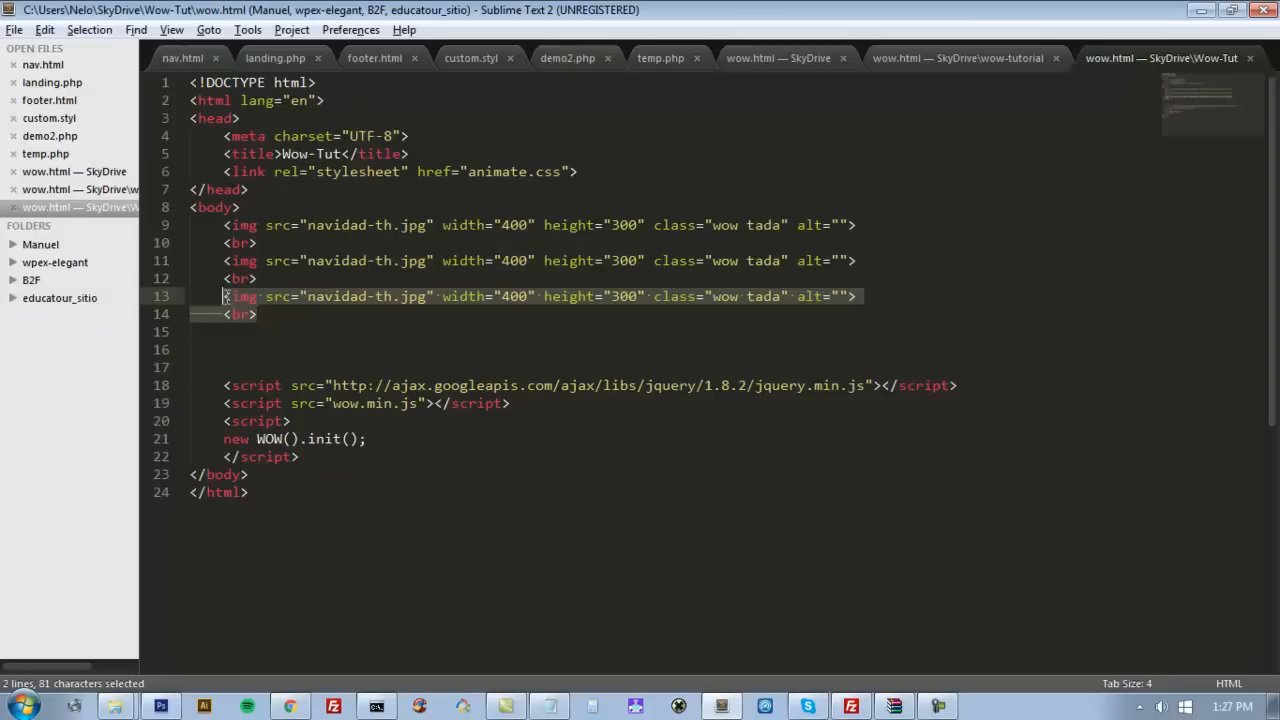 C:\Users\Nelo\SkyDrive\Wow-Tut\wow.html (Manuel, wpex-elegant, B2F, educatour_sitio) - Sublime Text 2 (UNREGISTERED)
File Edit Selection Find View Goto Tools Project Preferences Help
OPEN FILES
nav.html
landing.php
footer.html
custom.styl
demo2.php
temp.php
wow.html — SkyDrive
wow.html — SkyDrive\w
wow.html — SkyDrive\W
FOLDERS
Manuel
wpex-elegant
B2F
educatour_sitio
nav.html landing.php footer.html custom.styl demo2.php temp.php wow.html — SkyDrive wow.html — SkyDrive\wow-tutorial wow.html — SkyDrive\Wow-Tut
1 <!DOCTYPE html>
2 <html lang="en">
3 <head>
4 <meta charset="UTF-8">
5 <title>Wow-Tut</title>
6 <link rel="stylesheet" href="animate.css">
7 </head>
8 <body>
9 <img src="navidad-th.jpg" width="400" height="300" class="wow tada" alt="">
10 <br>
11 <img src="navidad-th.jpg" width="400" height="300" class="wow tada" alt="">
12 <br>
13 <img src="navidad-th.jpg" width="400" height="300" class="wow tada" alt="">
14 <br>
15
16
17
18 <script src="http://ajax.googleapis.com/ajax/libs/jquery/1.8.2/jquery.min.js"></script>
19 <script src="wow.min.js"></script>
20 <script>
21 new WOW().init();
22 </script>
23 </body>
24 </html>
2 lines, 81 characters selected Tab Size: 4 HTML
1:27 PM